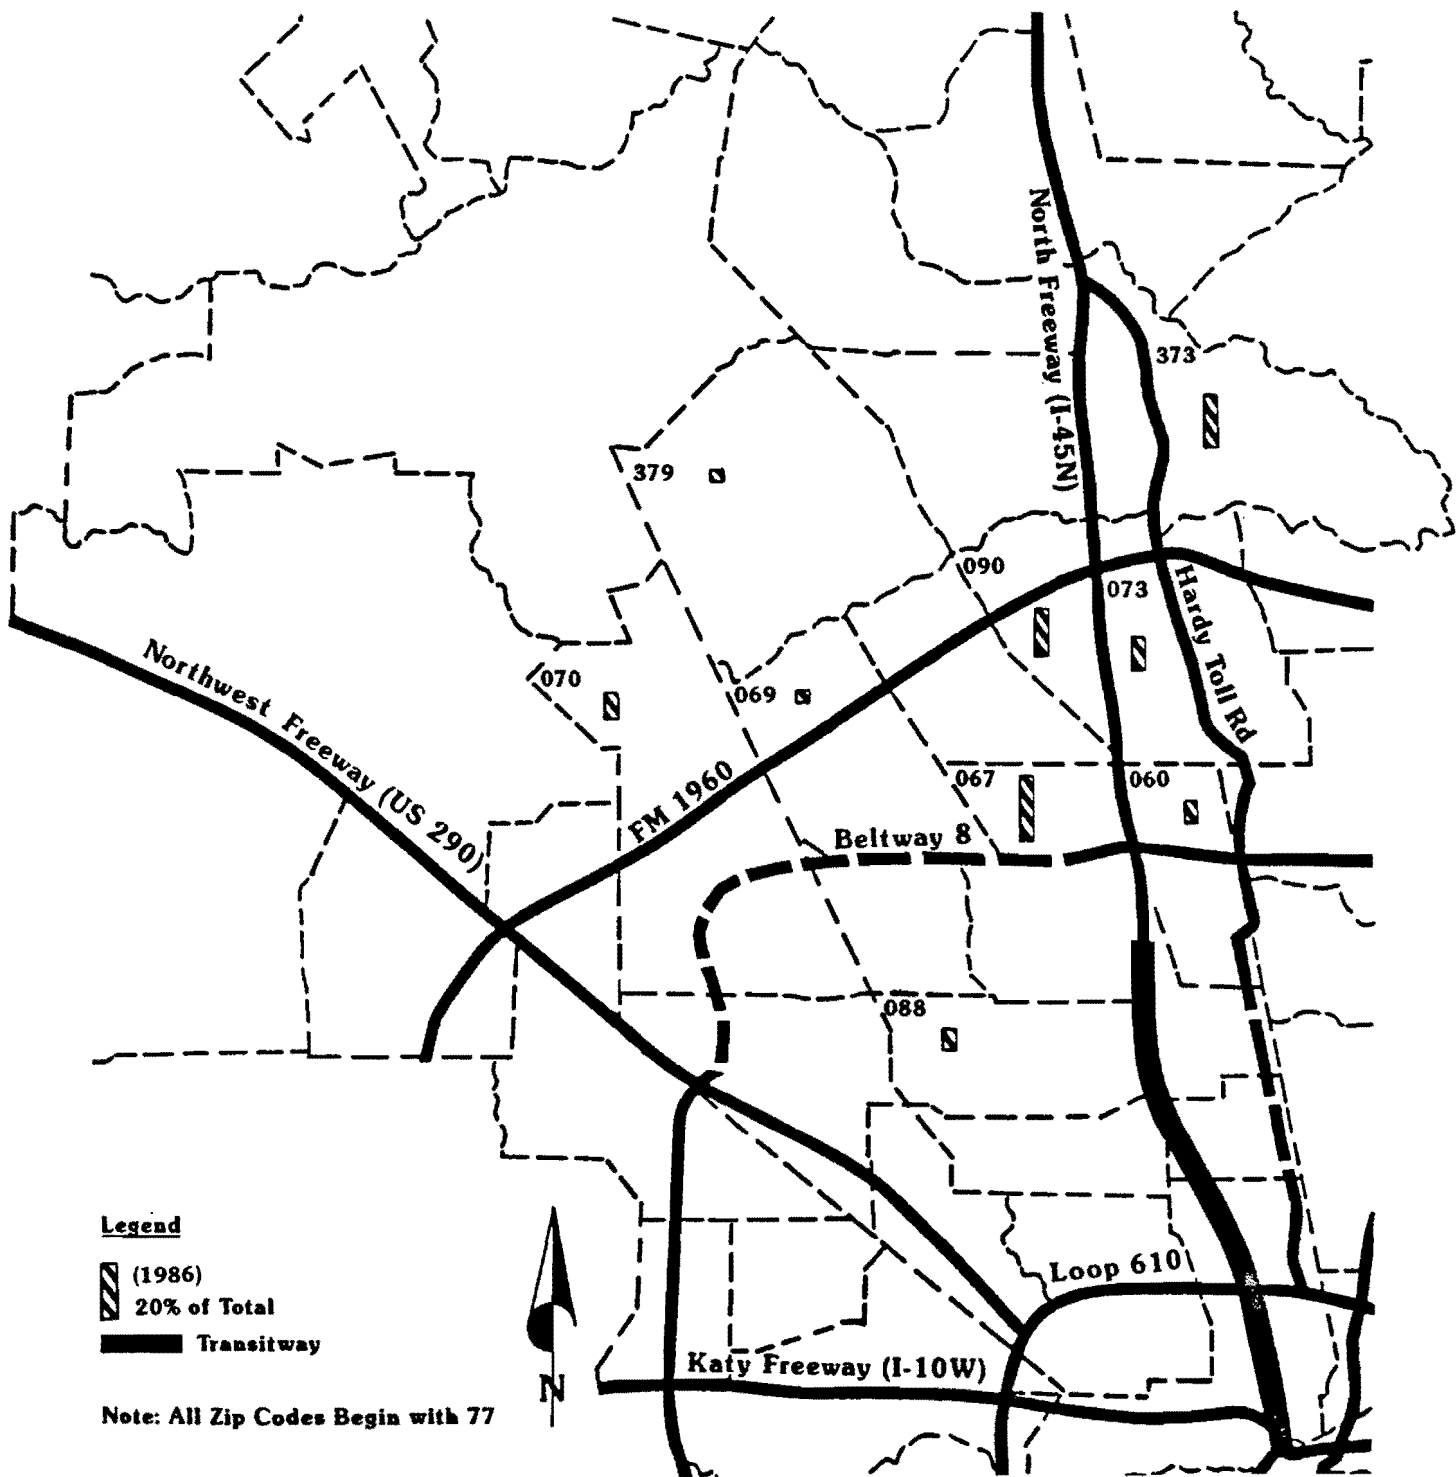 North Freeway (I-45N)
373
379
090
073
Hardy Toll Rd
070
069
Northwest Freeway (US 290)
FM 1960
067
060
Beltway 8
088
Legend
(1986)
20% of Total
Transitway
Loop 610
Katy Freeway (I-10W)
N
Note: All Zip Codes Begin with 77